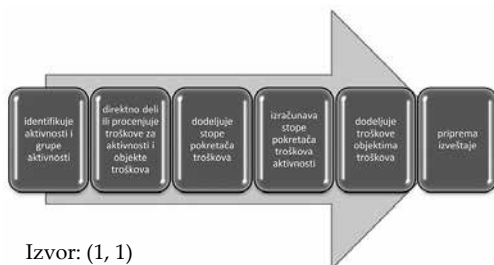 identifikuje
aktivnosti i
grupe
aktivnosti
direktno deli
ili procenjuje
troškove za
aktivnosti i
objekte
troškova
dodeljuje
stope
pokretača
troškova
izračunava
stope
pokretača
troškova
aktivnosti
dodeljuje
troškove
objektima
troškova
priprema
izveštaje
Izvor: (1, 1)